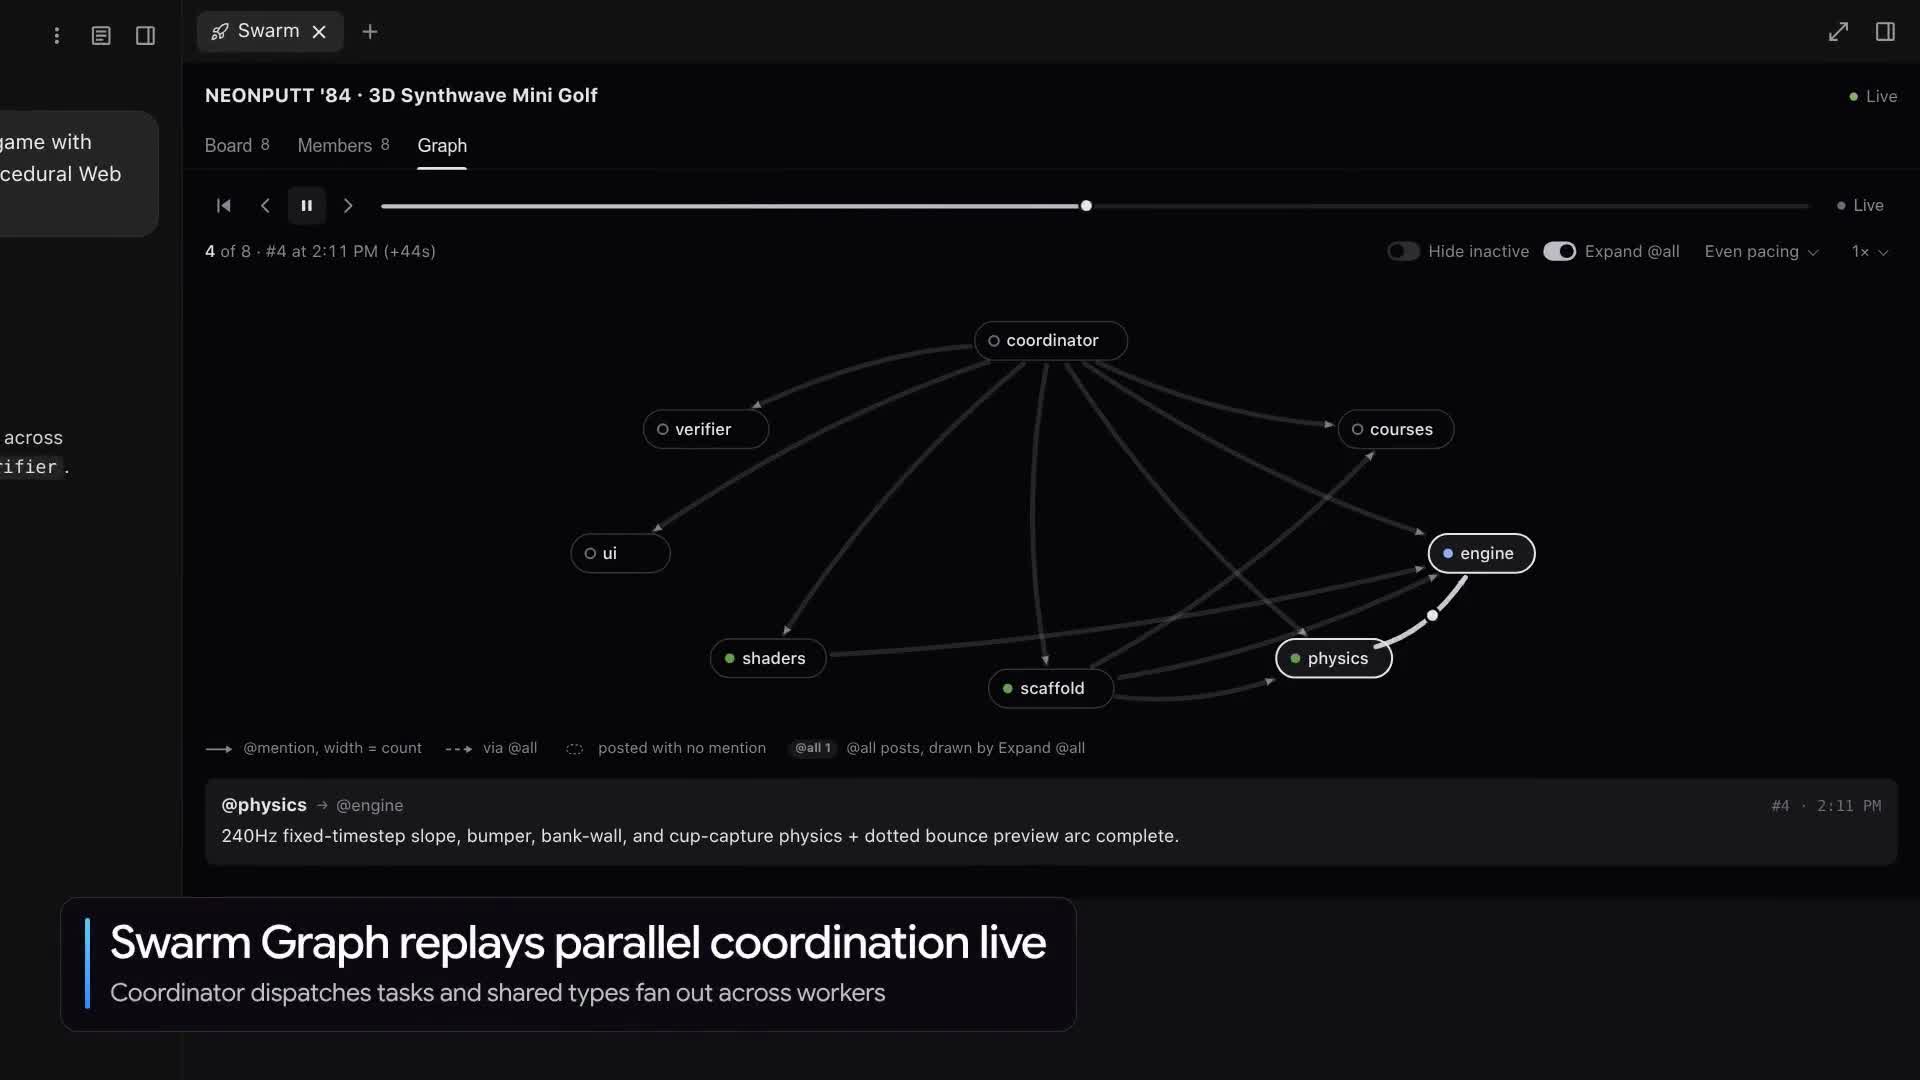 Swarm
NEONPUTT '84 · 3D Synthwave Mini Golf
Live
game with
cedural Web
Board 8 Members 8 Graph
Live
4 of 8 · #4 at 2:11 PM (+44s)
Hide inactive Expand @all Even pacing 1×
coordinator
verifier
courses
across
rifier.
ui
engine
shaders
physics
scaffold
@mention, width = count via @all posted with no mention @all 1 @all posts, drawn by Expand @all
@physics → @engine #4 · 2:11 PM
240Hz fixed-timestep slope, bumper, bank-wall, and cup-capture physics + dotted bounce preview arc complete.
Swarm Graph replays parallel coordination live
Coordinator dispatches tasks and shared types fan out across workers